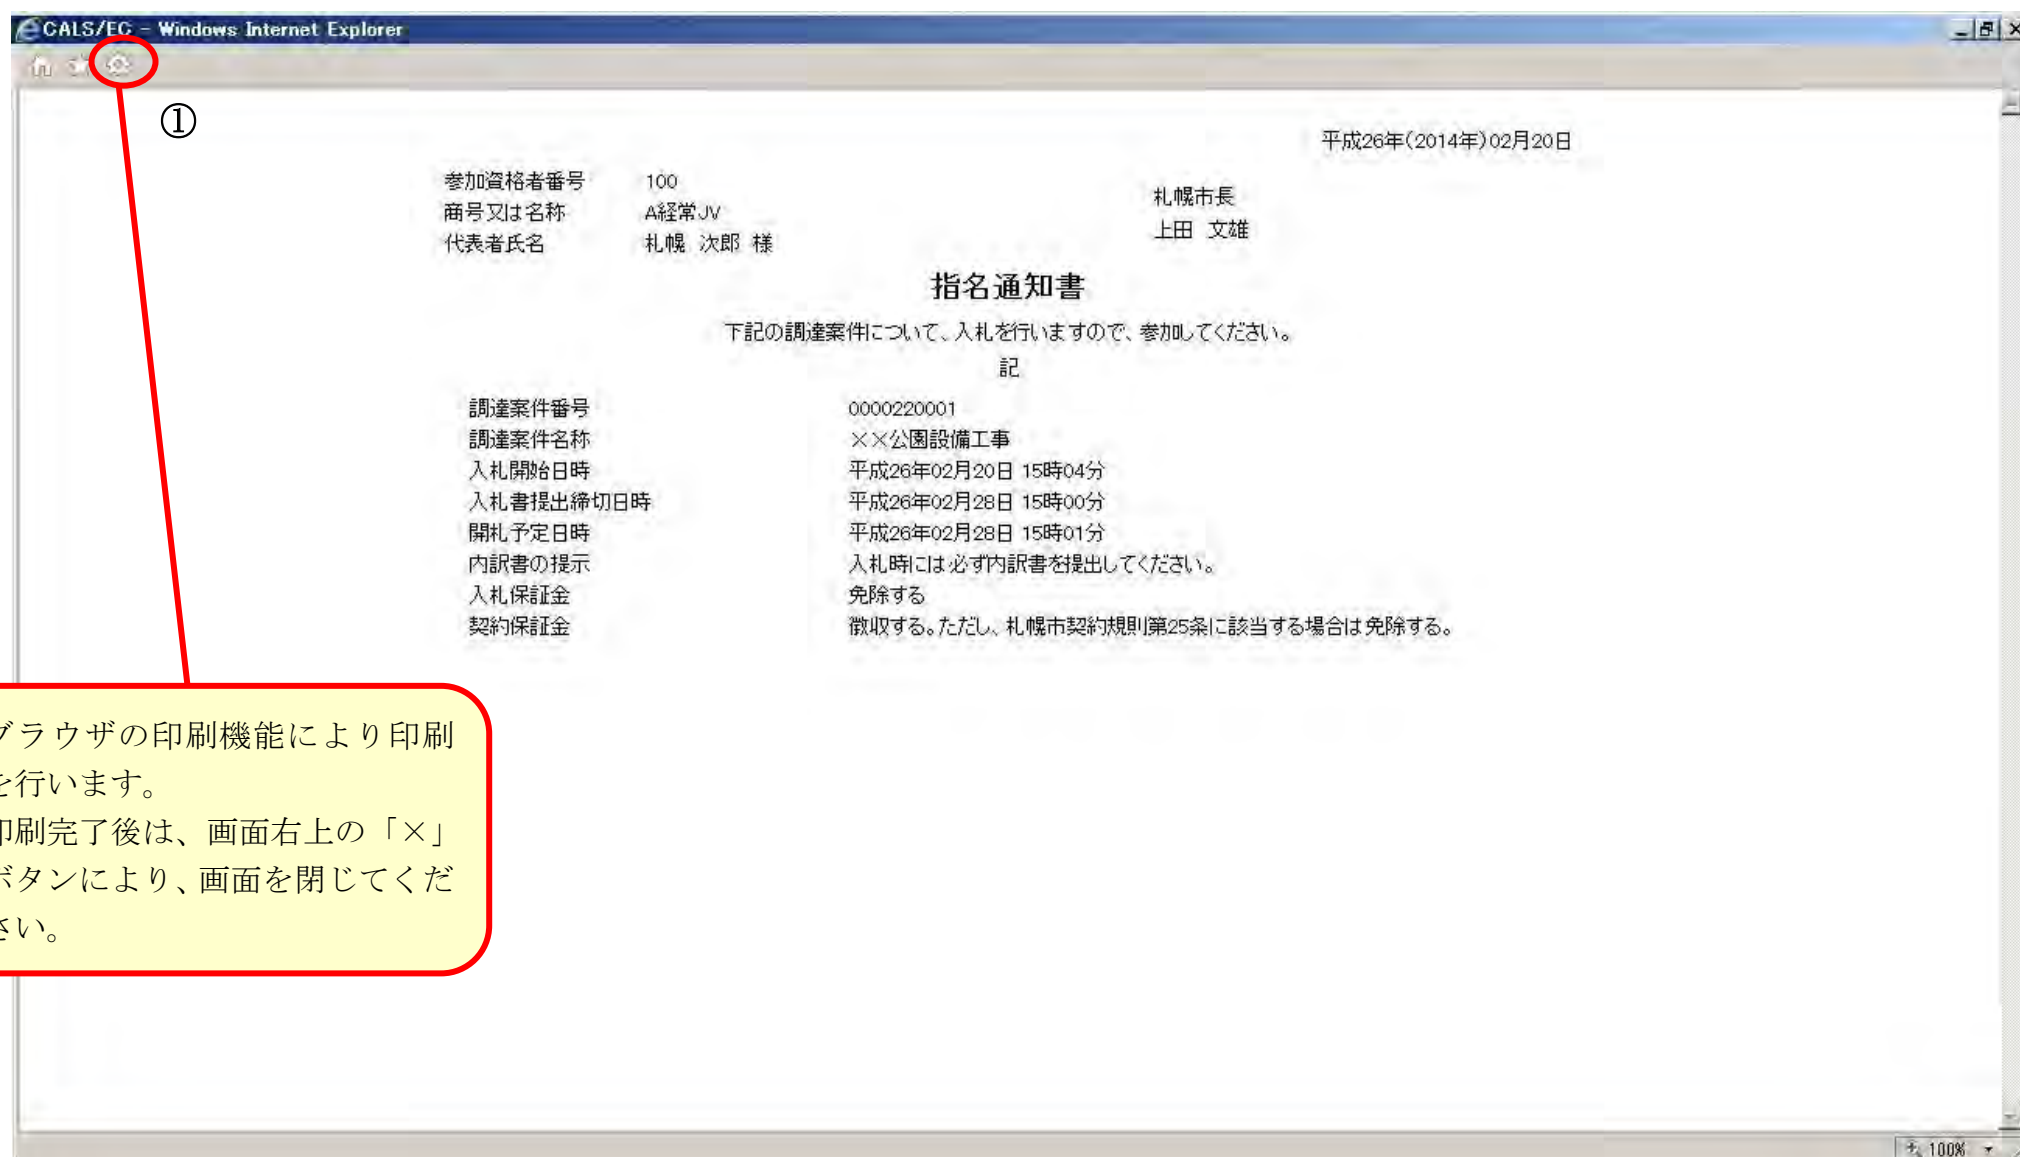 CALS/EC - Windows Internet Explorer
①
平成26年(2014年)02月20日
参加資格者番号 100
商号又は名称 A経常JV
代表者氏名 札幌 次郎 様
札幌市長
上田 文雄
指名通知書
下記の調達案件について、入札を行いますので、参加してください。
記
調達案件番号 0000220001
調達案件名称 ××公園設備工事
入札開始日時 平成26年02月20日 15時04分
入札書提出締切日時 平成26年02月28日 15時00分
開札予定日時 平成26年02月28日 15時01分
内訳書の提示 入札時には必ず内訳書を提出してください。
入札保証金 免除する
契約保証金 徴収する。ただし、札幌市契約規則第25条に該当する場合は免除する。
ブラウザの印刷機能により印刷
を行います。
印刷完了後は、画面右上の「×」
ボタンにより、画面を閉じてくだ
さい。
100%